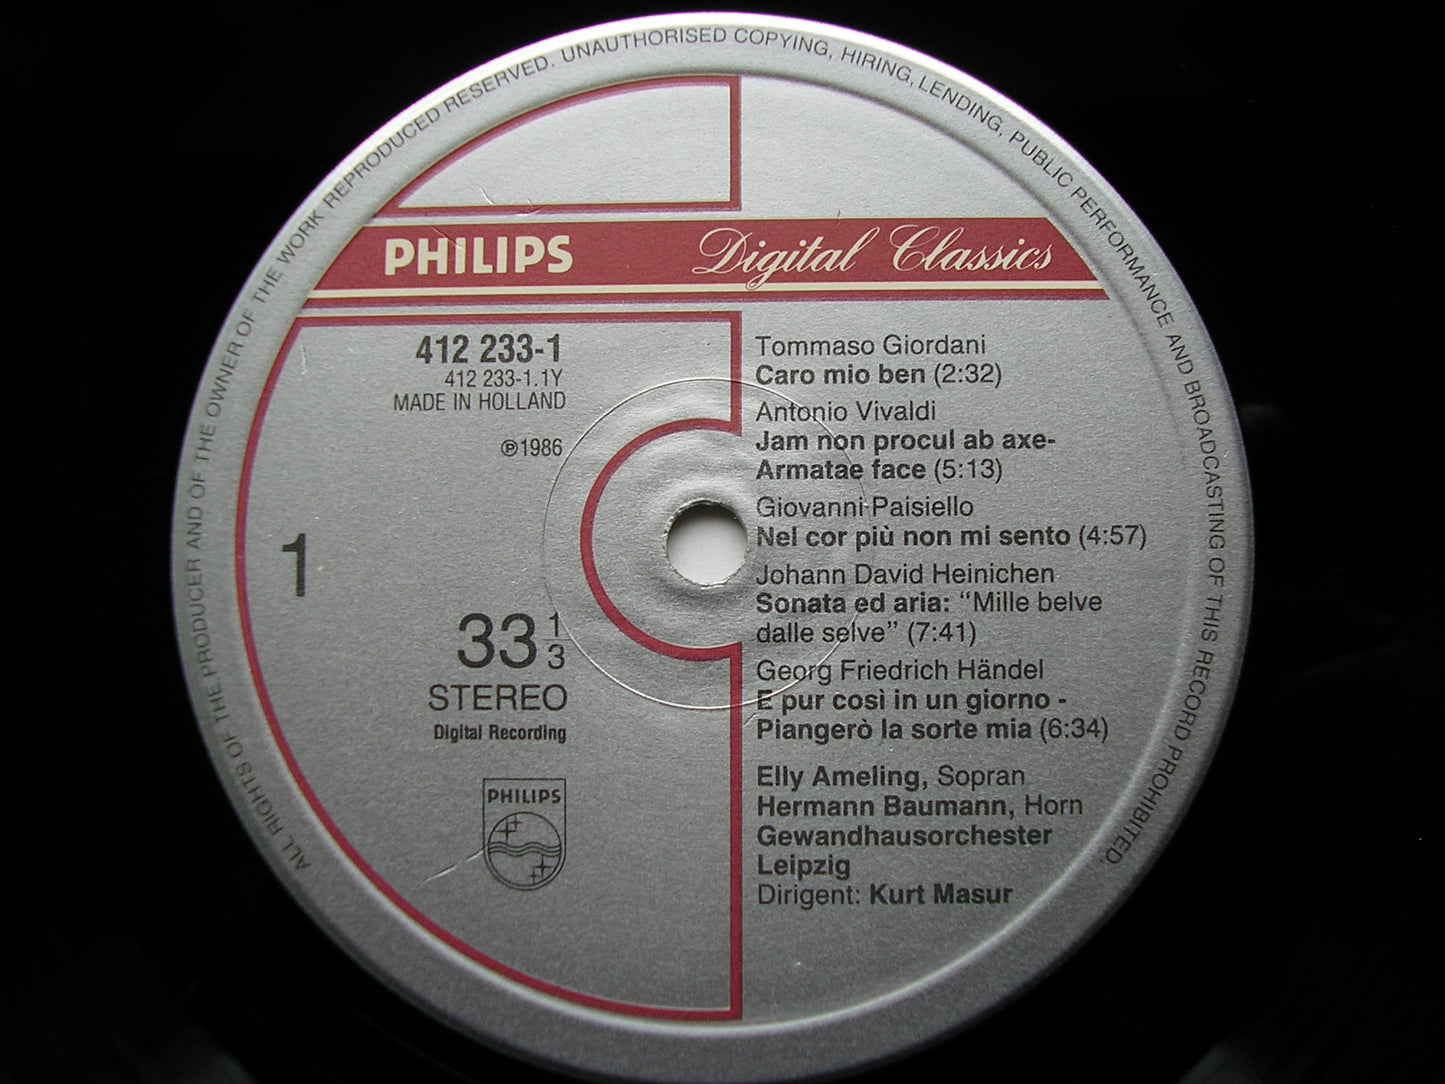 ALL RIGHTS OF THE PRODUCER AND OF THE OWNER OF THE WORK REPRODUCED RESERVED. UNAUTHORISED COPYING, HIRING, LENDING, PUBLIC PERFORMANCE AND BROADCASTING OF THIS RECORD PROHIBITED.
PHILIPS Digital Classics
412 233-1
412 233-1.1Y
MADE IN HOLLAND
℗1986
1
33 1/3
STEREO
Digital Recording
PHILIPS
Tommaso Giordani
Caro mio ben (2:32)
Antonio Vivaldi
Jam non procul ab axe-
Armatae face (5:13)
Giovanni Paisiello
Nel cor più non mi sento (4:57)
Johann David Heinichen
Sonata ed aria: “Mille belve
dalle selve” (7:41)
Georg Friedrich Händel
E pur così in un giorno -
Piangerò la sorte mia (6:34)
Elly Ameling, Sopran
Hermann Baumann, Horn
Gewandhausorchester
Leipzig
Dirigent: Kurt Masur